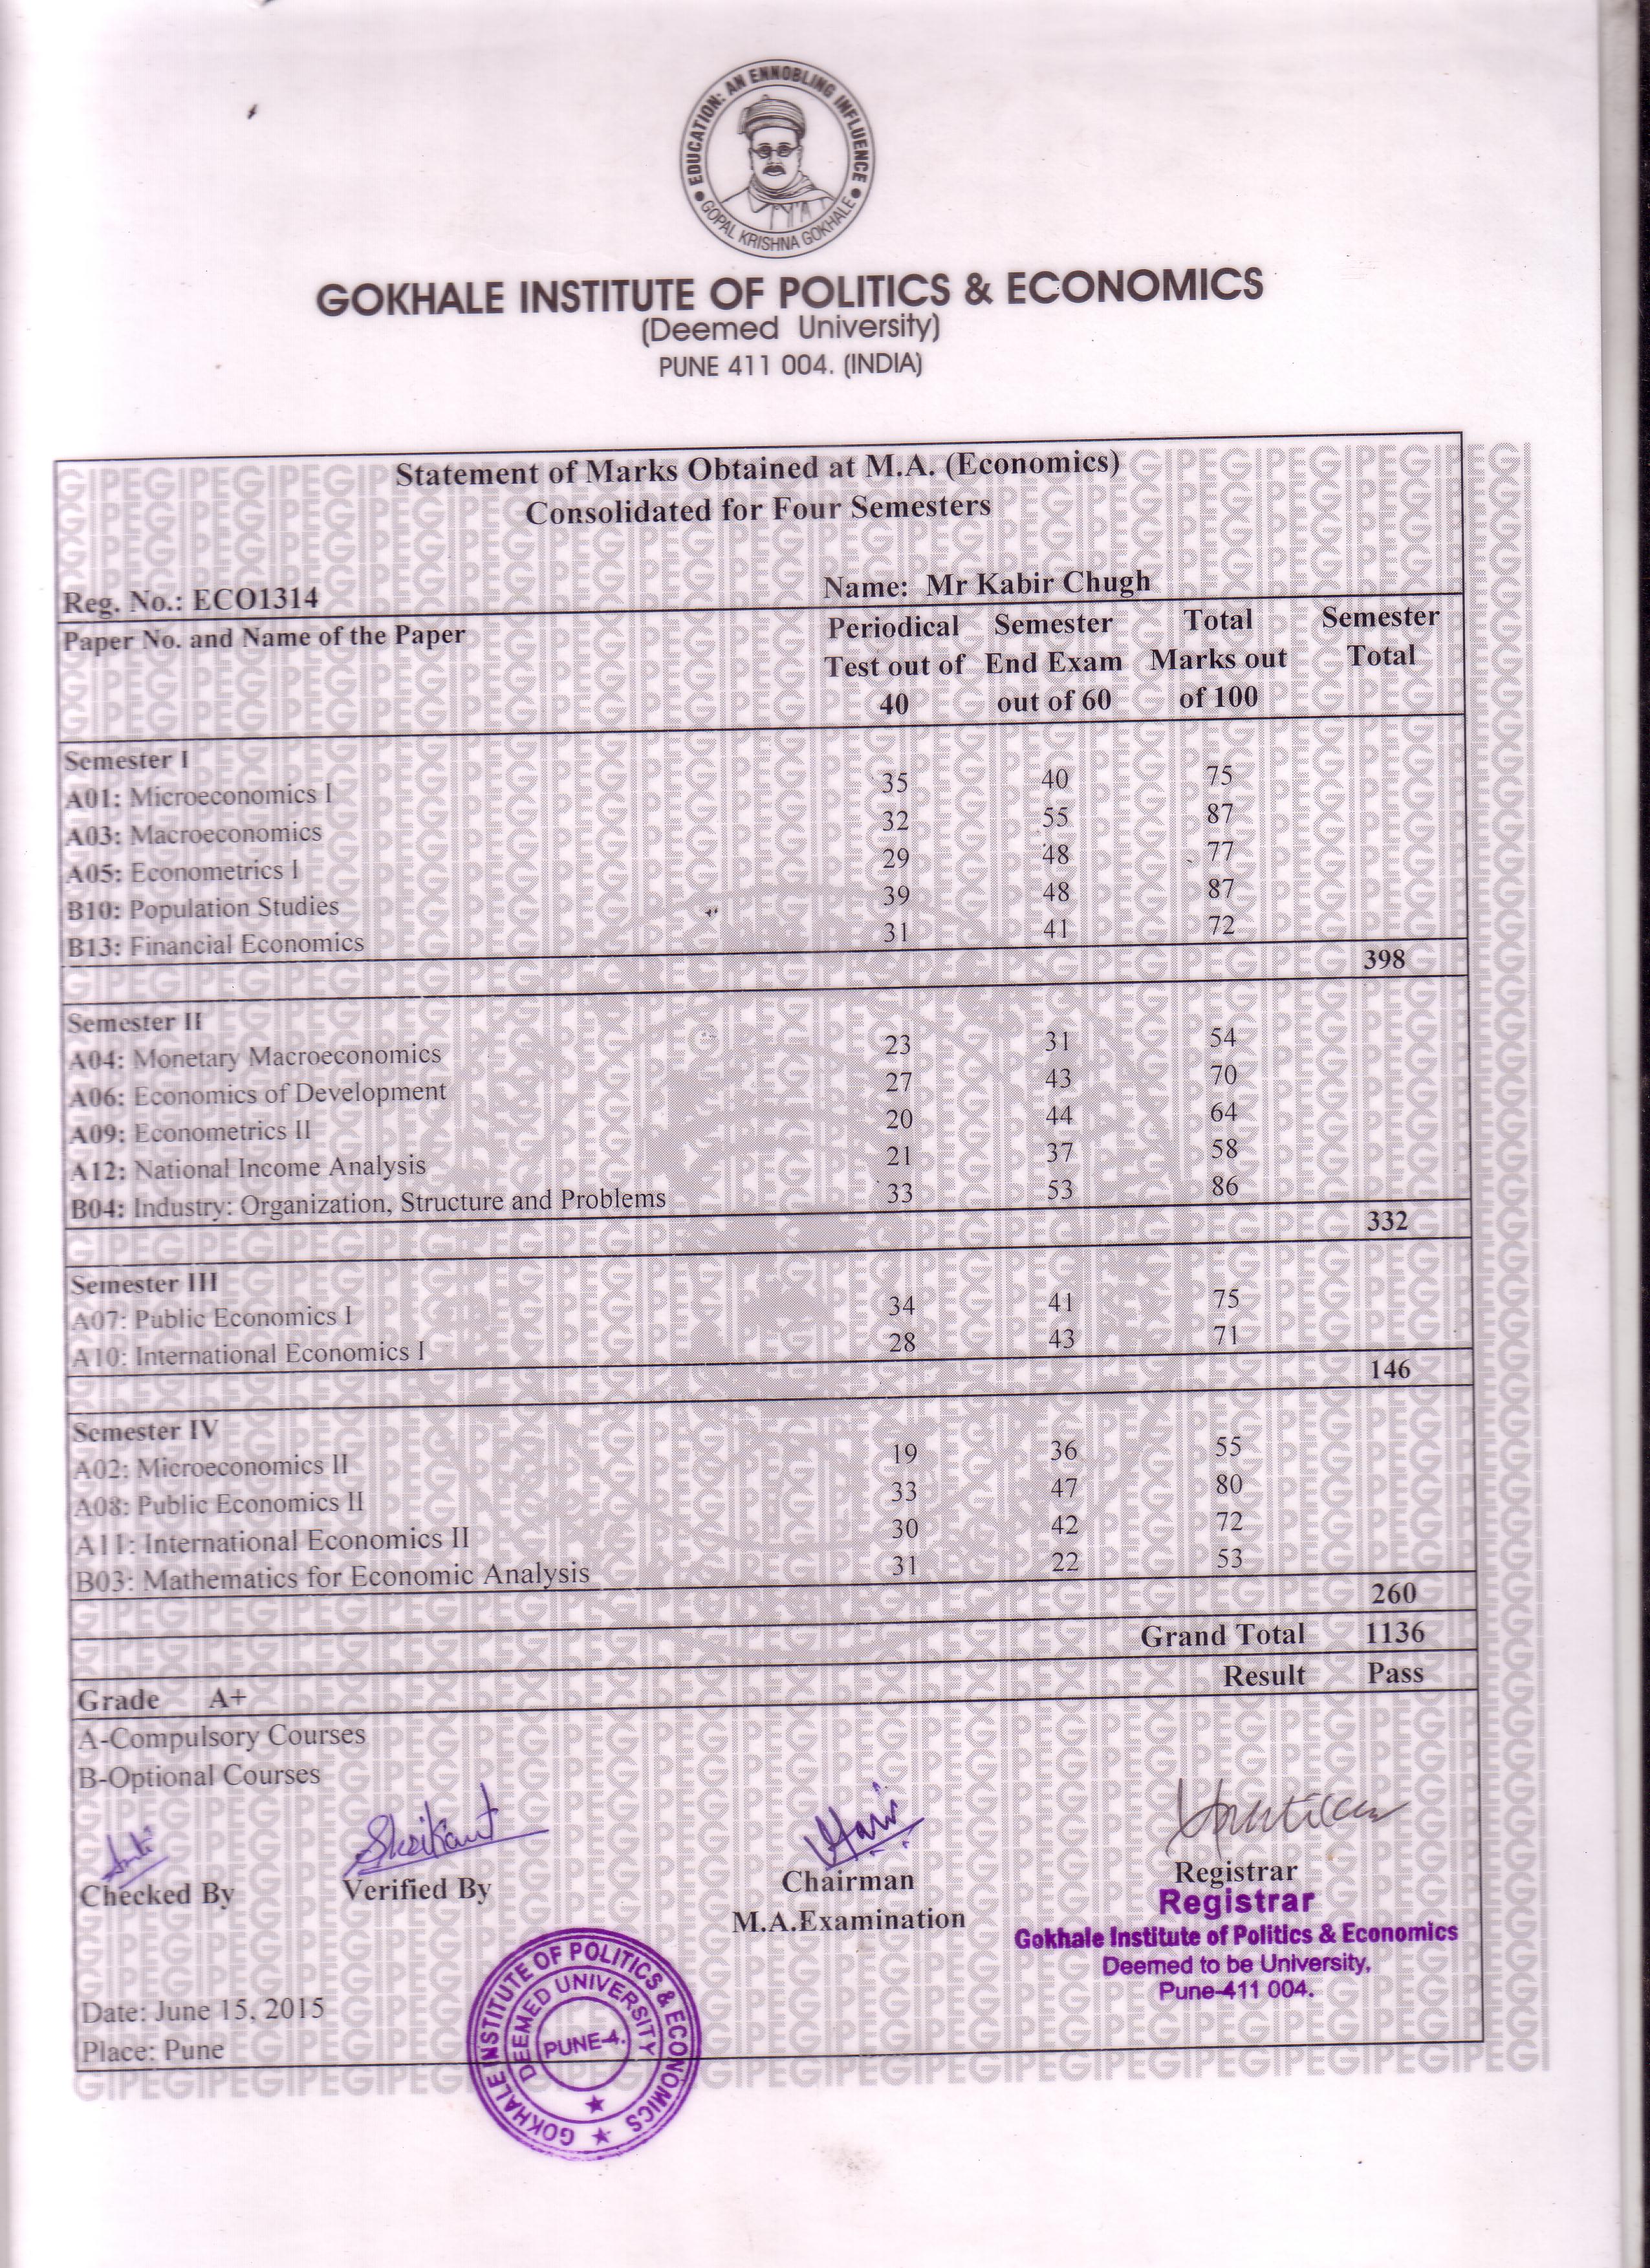 EDUCATION: AN ENNOBLING INFLUENCE
GOPAL KRISHNA GOKHALE
GOKHALE INSTITUTE OF POLITICS & ECONOMICS
(Deemed University)
PUNE 411 004. (INDIA)
Statement of Marks Obtained at M.A. (Economics)
Consolidated for Four Semesters
Reg. No.: ECO1314 Name: Mr Kabir Chugh
Paper No. and Name of the Paper Periodical Semester Total Semester
Test out of End Exam Marks out Total
40 out of 60 of 100
Semester I
A01: Microeconomics I 35 40 75
A03: Macroeconomics 32 55 87
A05: Econometrics I 29 48 77
B10: Population Studies 39 48 87
B13: Financial Economics 31 41 72
398
Semester II
A04: Monetary Macroeconomics 23 31 54
A06: Economics of Development 27 43 70
A09: Econometrics II 20 44 64
A12: National Income Analysis 21 37 58
B04: Industry: Organization, Structure and Problems 33 53 86
332
Semester III
A07: Public Economics I 34 41 75
A10: International Economics I 28 43 71
146
Semester IV
A02: Microeconomics II 19 36 55
A08: Public Economics II 33 47 80
A11: International Economics II 30 42 72
B03: Mathematics for Economic Analysis 31 22 53
260
Grand Total 1136
Result Pass
Grade A+
A-Compulsory Courses
B-Optional Courses
Shrikant
Checked By Verified By Chairman Registrar
M.A.Examination
Registrar
Gokhale Institute of Politics & Economics
Deemed to be University,
Pune-411 004.
GOKHALE INSTITUTE OF POLITICS & ECONOMICS
DEEMED UNIVERSITY
PUNE-4.
Date: June 15, 2015
Place: Pune